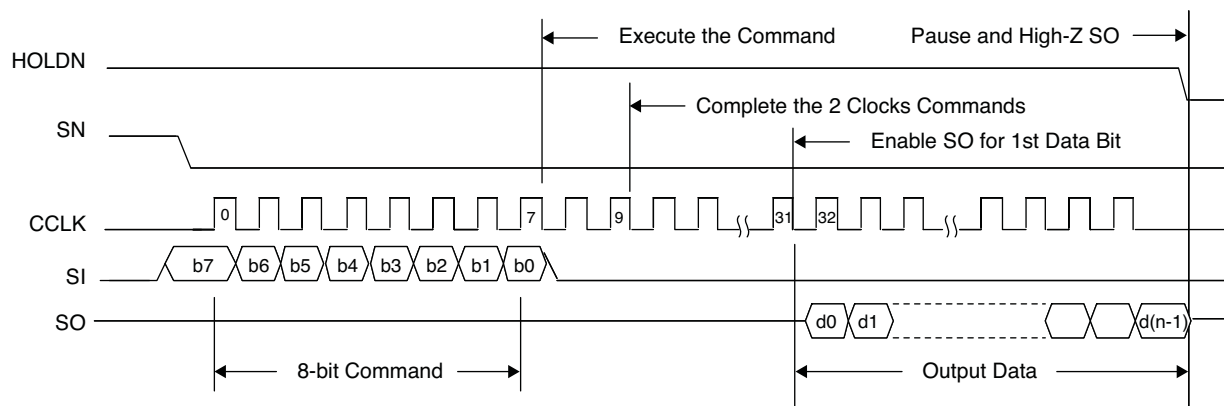 Execute the Command
Pause and High-Z SO
HOLDN
Complete the 2 Clocks Commands
SN
Enable SO for 1st Data Bit
CCLK
0 7 9 31 32
SI
b7 b6 b5 b4 b3 b2 b1 b0
SO
d0 d1 d(n-1)
8-bit Command
Output Data